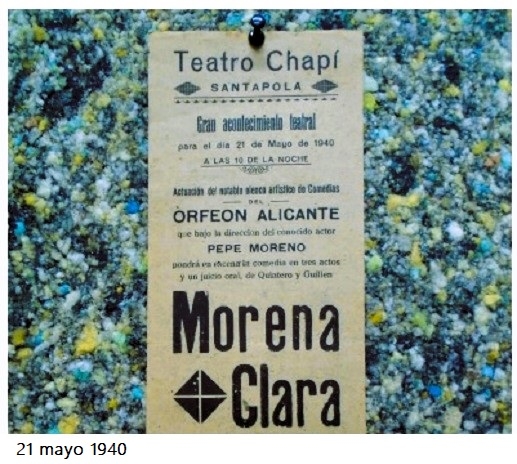 Teatro Chapí
SANTAPOLA
Gran acontecimiento teatral
para el día 21 de Mayo de 1940
A LAS 10 DE LA NOCHE
Actuación del notable elenco artístico de Comedias
DEL
ORFEON ALICANTE
que bajo la dirección del conocido actor
PEPE MORENO
pondrá en escena la comedia en tres actos
y un juicio oral, de Quintero y Guillen
Morena
Clara
21 mayo 1940